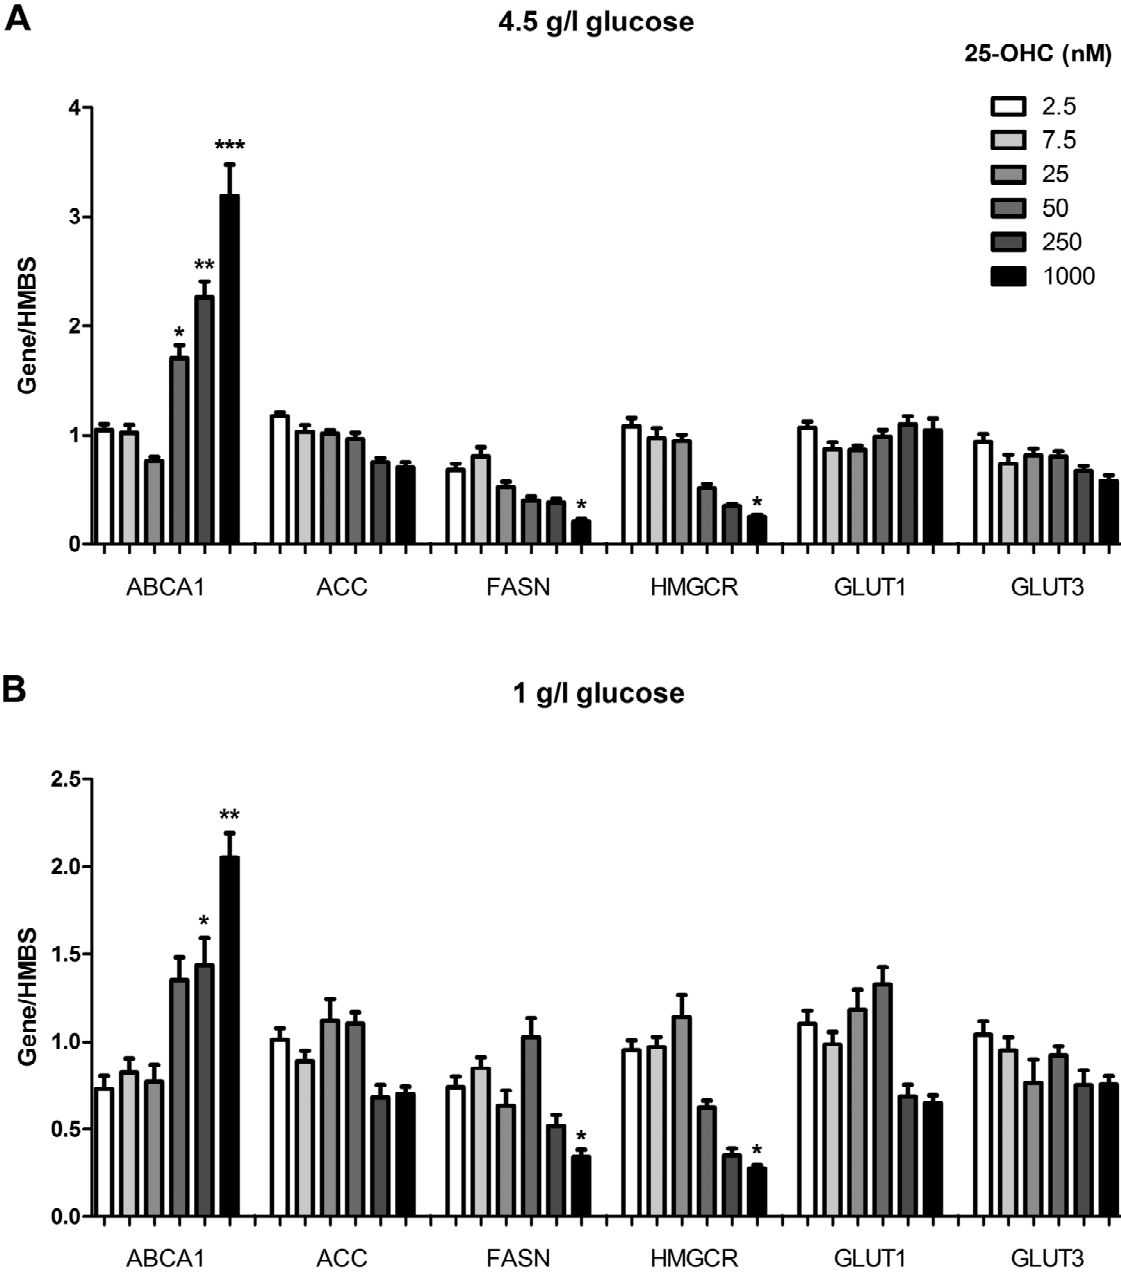 A
4.5 g/l glucose
25-OHC (nM)
2.5
7.5
25
50
250
1000
Gene/HMBS
4
3
2
1
0
***
**
*
*
*
ABCA1 ACC FASN HMGCR GLUT1 GLUT3
B
1 g/l glucose
Gene/HMBS
2.5
2.0
1.5
1.0
0.5
0.0
**
*
*
*
ABCA1 ACC FASN HMGCR GLUT1 GLUT3